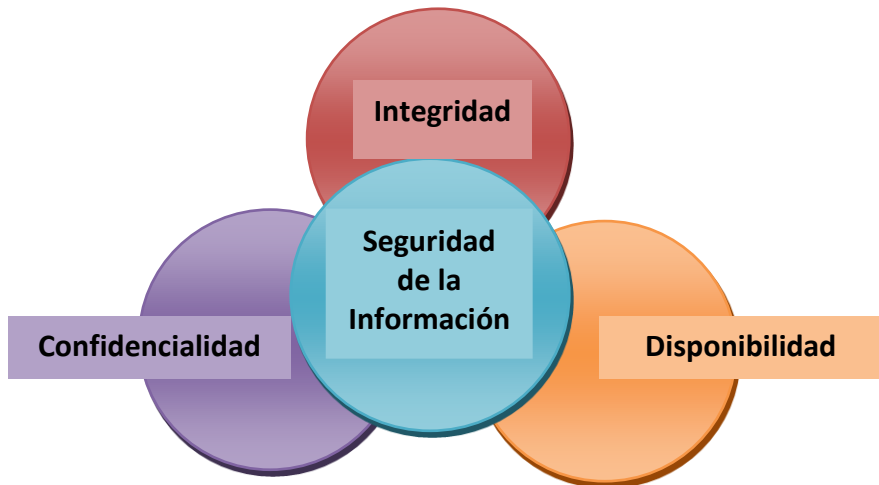 Integridad
Seguridad
de la
Información
Confidencialidad
Disponibilidad